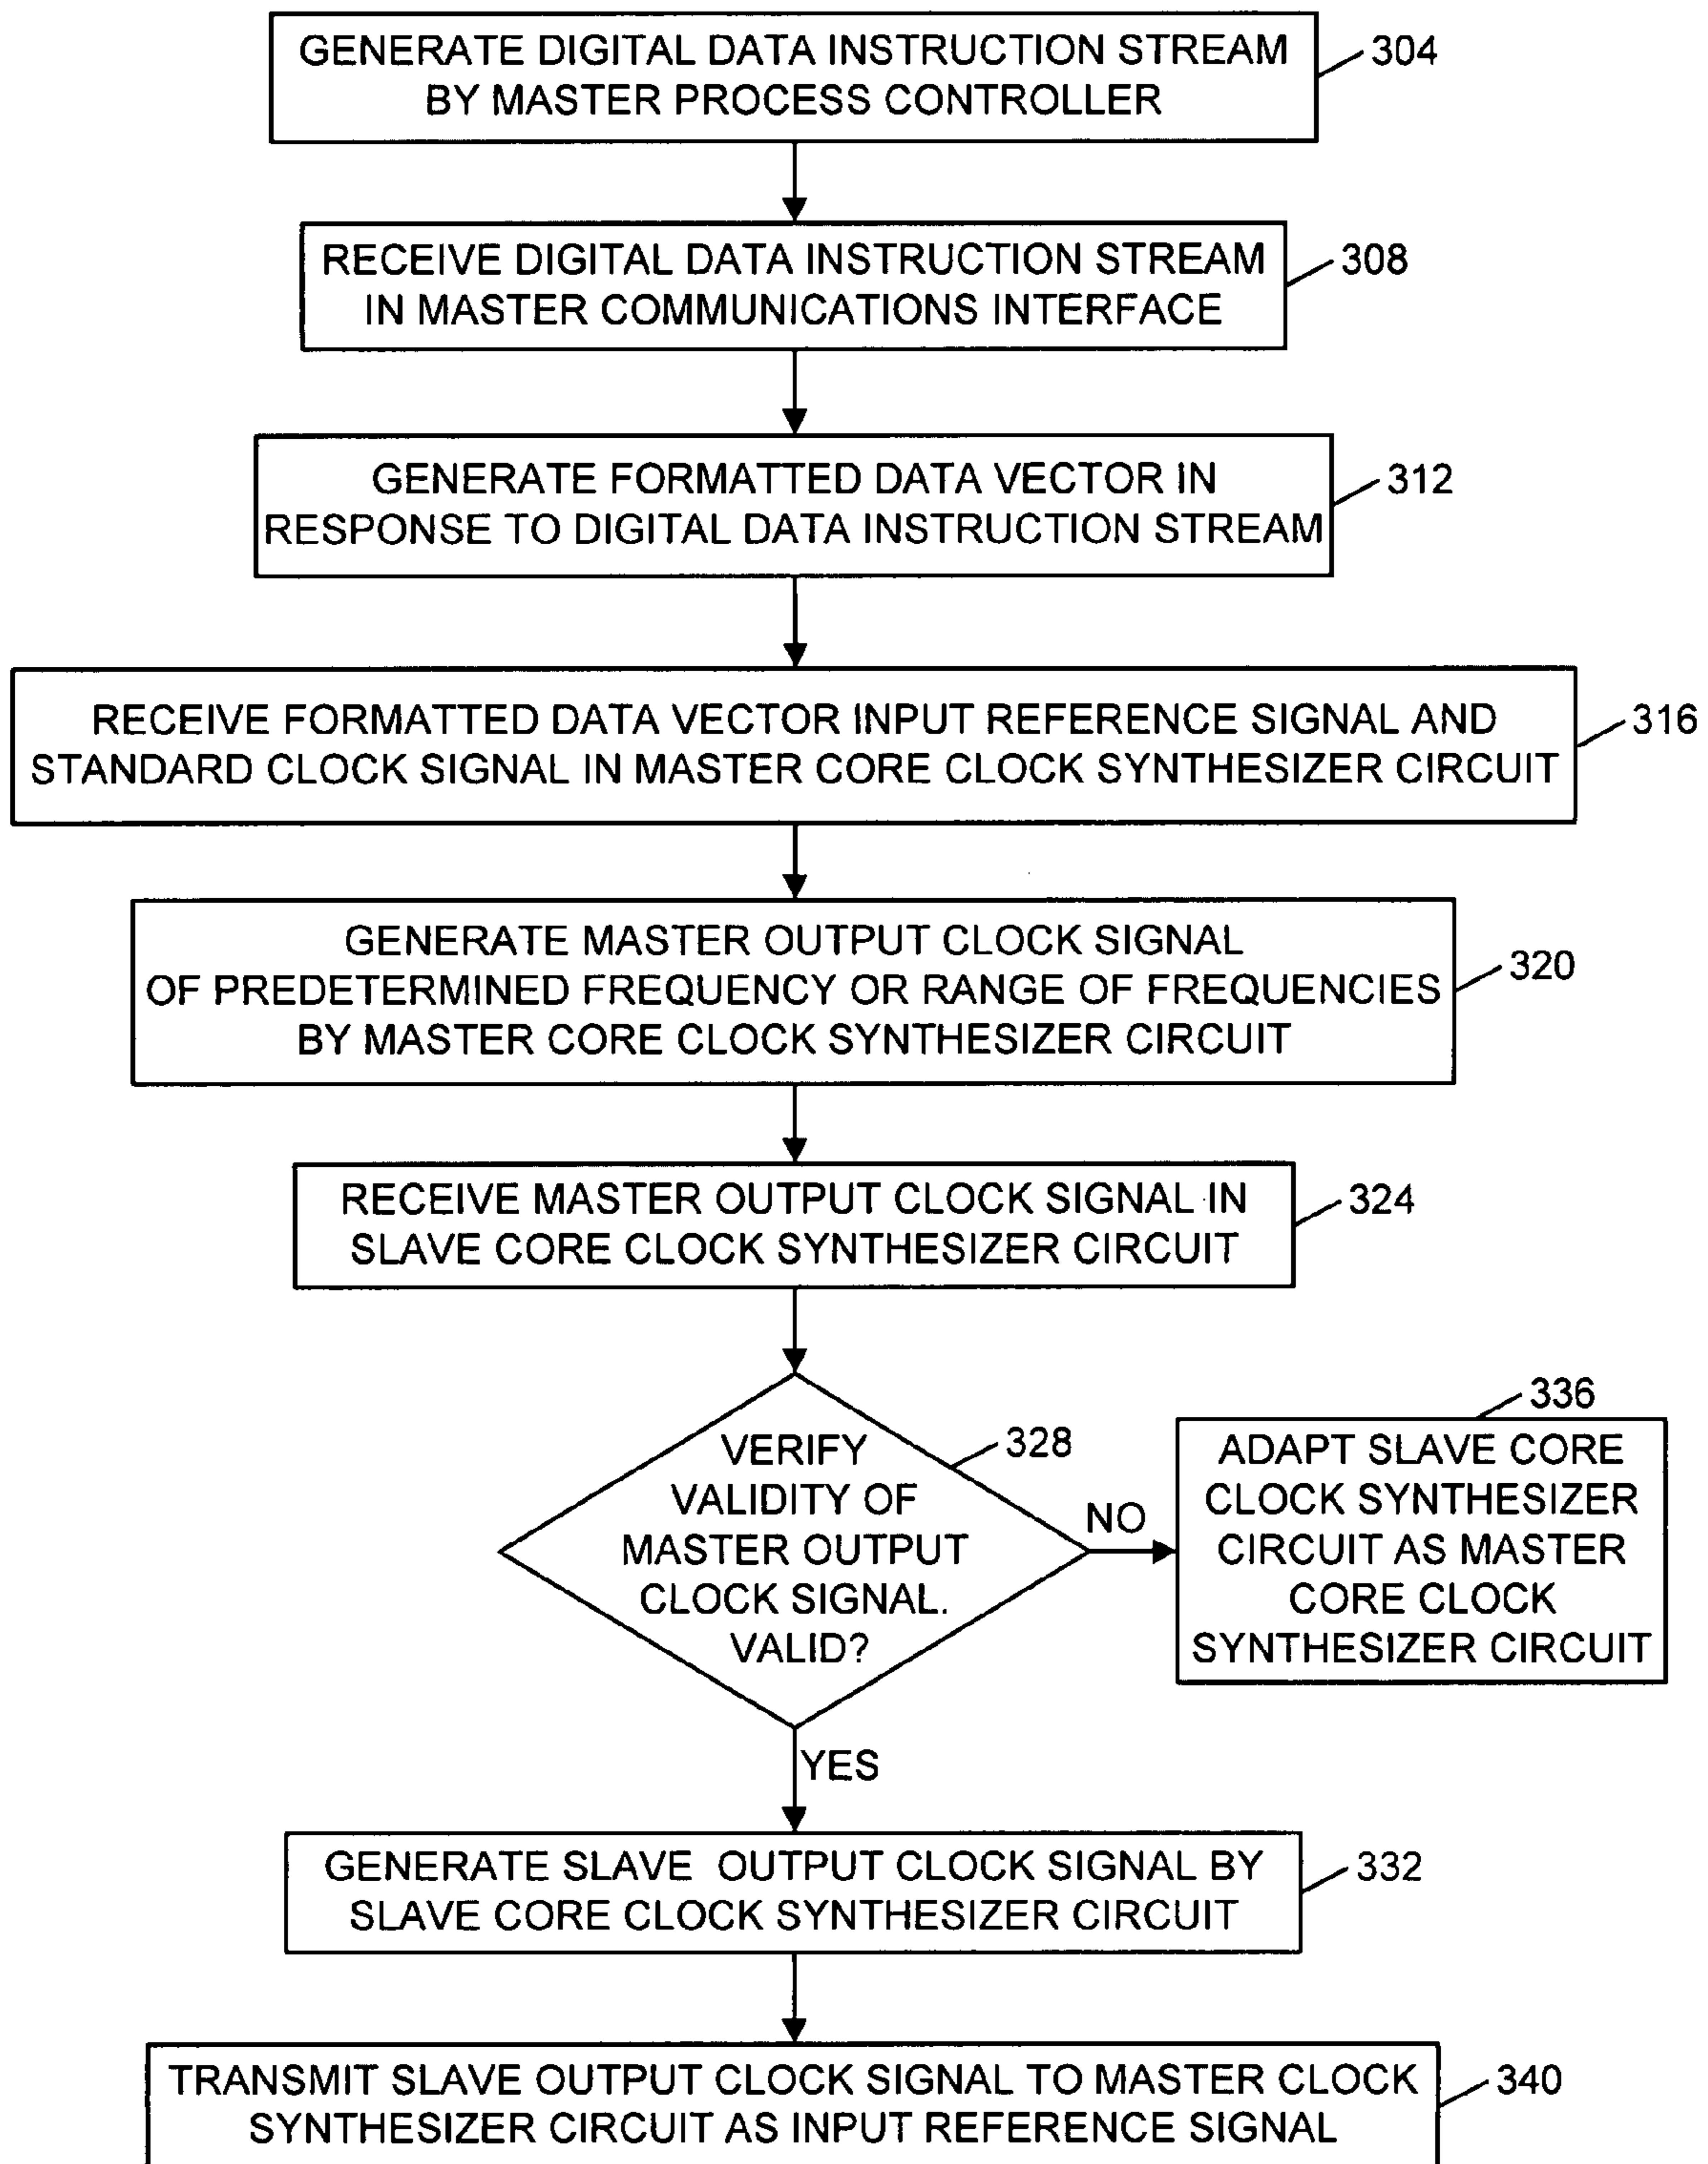 GENERATE DIGITAL DATA INSTRUCTION STREAM
BY MASTER PROCESS CONTROLLER
304
RECEIVE DIGITAL DATA INSTRUCTION STREAM
IN MASTER COMMUNICATIONS INTERFACE
308
GENERATE FORMATTED DATA VECTOR IN
RESPONSE TO DIGITAL DATA INSTRUCTION STREAM
312
RECEIVE FORMATTED DATA VECTOR INPUT REFERENCE SIGNAL AND
STANDARD CLOCK SIGNAL IN MASTER CORE CLOCK SYNTHESIZER CIRCUIT
316
GENERATE MASTER OUTPUT CLOCK SIGNAL
OF PREDETERMINED FREQUENCY OR RANGE OF FREQUENCIES
BY MASTER CORE CLOCK SYNTHESIZER CIRCUIT
320
RECEIVE MASTER OUTPUT CLOCK SIGNAL IN
SLAVE CORE CLOCK SYNTHESIZER CIRCUIT
324
VERIFY
VALIDITY OF
MASTER OUTPUT
CLOCK SIGNAL.
VALID?
328
NO
336
ADAPT SLAVE CORE
CLOCK SYNTHESIZER
CIRCUIT AS MASTER
CORE CLOCK
SYNTHESIZER CIRCUIT
YES
GENERATE SLAVE OUTPUT CLOCK SIGNAL BY
SLAVE CORE CLOCK SYNTHESIZER CIRCUIT
332
TRANSMIT SLAVE OUTPUT CLOCK SIGNAL TO MASTER CLOCK
SYNTHESIZER CIRCUIT AS INPUT REFERENCE SIGNAL
340